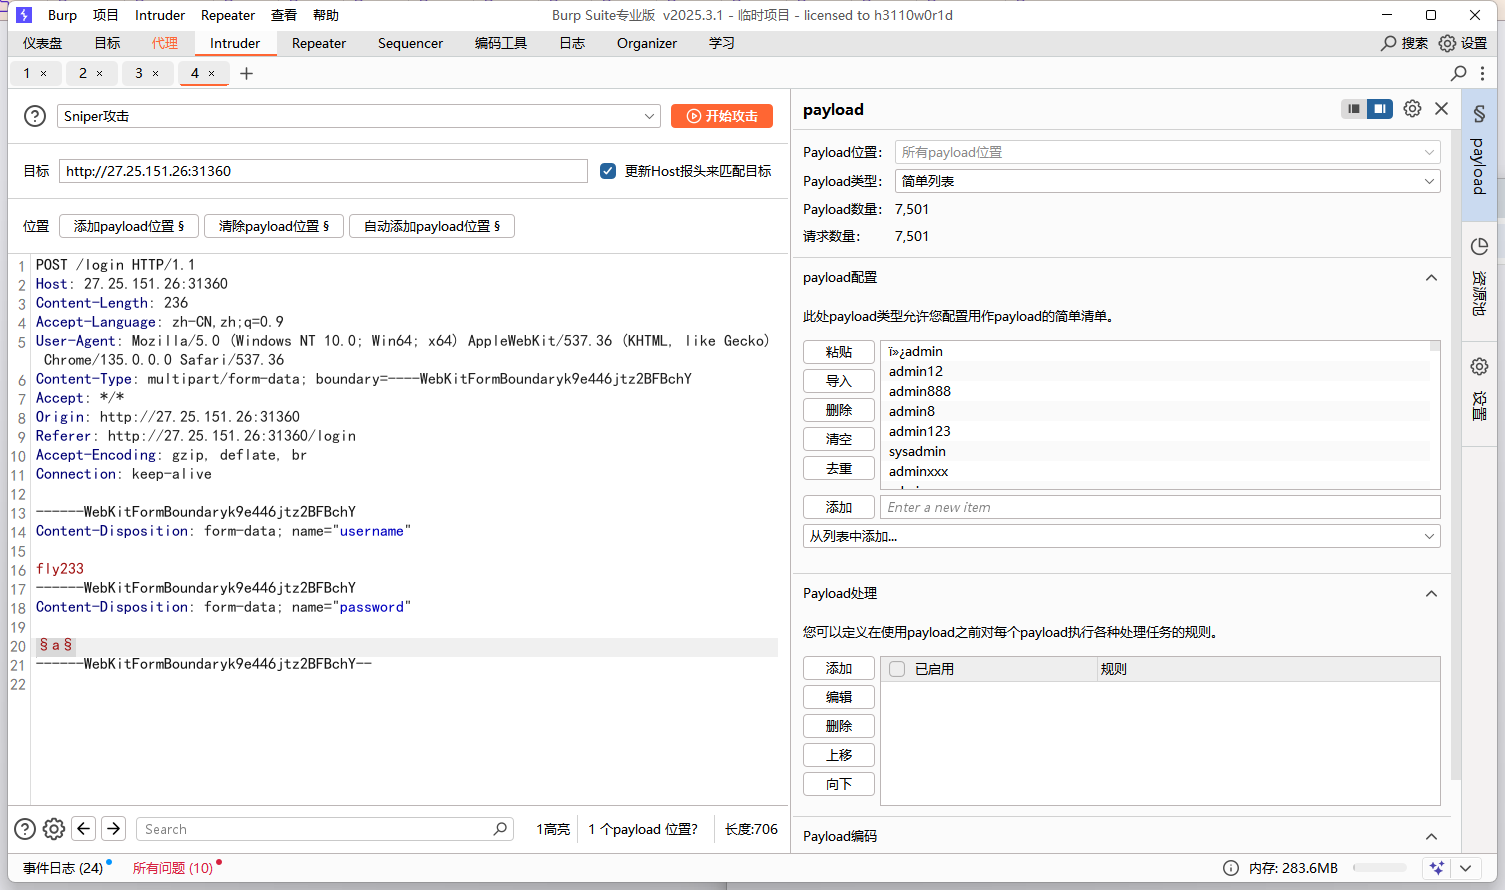 Burp 项目 Intruder Repeater 查看 帮助 Burp Suite专业版 v2025.3.1 - 临时项目 - licensed to h3110w0r1d
仪表盘 目标 代理 Intruder Repeater Sequencer 编码工具 日志 Organizer 学习 搜索 设置
1 × 2 × 3 × 4 × +
Sniper攻击 开始攻击
目标 http://27.25.151.26:31360 更新Host报头来匹配目标
位置 添加payload位置 § 清除payload位置 § 自动添加payload位置 §
1 POST /login HTTP/1.1
2 Host: 27.25.151.26:31360
3 Content-Length: 236
4 Accept-Language: zh-CN,zh;q=0.9
5 User-Agent: Mozilla/5.0 (Windows NT 10.0; Win64; x64) AppleWebKit/537.36 (KHTML, like Gecko)
Chrome/135.0.0.0 Safari/537.36
6 Content-Type: multipart/form-data; boundary=----WebKitFormBoundaryk9e446jtz2BFBchY
7 Accept: */*
8 Origin: http://27.25.151.26:31360
9 Referer: http://27.25.151.26:31360/login
10 Accept-Encoding: gzip, deflate, br
11 Connection: keep-alive
12
13 ------WebKitFormBoundaryk9e446jtz2BFBchY
14 Content-Disposition: form-data; name="username"
15
16 fly233
17 ------WebKitFormBoundaryk9e446jtz2BFBchY
18 Content-Disposition: form-data; name="password"
19
20 §a§
21 ------WebKitFormBoundaryk9e446jtz2BFBchY--
22
Search 1高亮 1 个payload 位置? 长度:706
payload
Payload位置: 所有payload位置
Payload类型: 简单列表
Payload数量: 7,501
请求数量: 7,501
payload配置
此处payload类型允许您配置用作payload的简单清单。
粘贴
导入
删除
清空
去重
ï»¿admin
admin12
admin888
admin8
admin123
sysadmin
adminxxx
添加 Enter a new item
从列表中添加...
Payload处理
您可以定义在使用payload之前对每个payload执行各种处理任务的规则。
添加
编辑
删除
上移
向下
已启用 规则
Payload编码
§ payload
资源池
设置
事件日志 (24) 所有问题 (10) 内存: 283.6MB